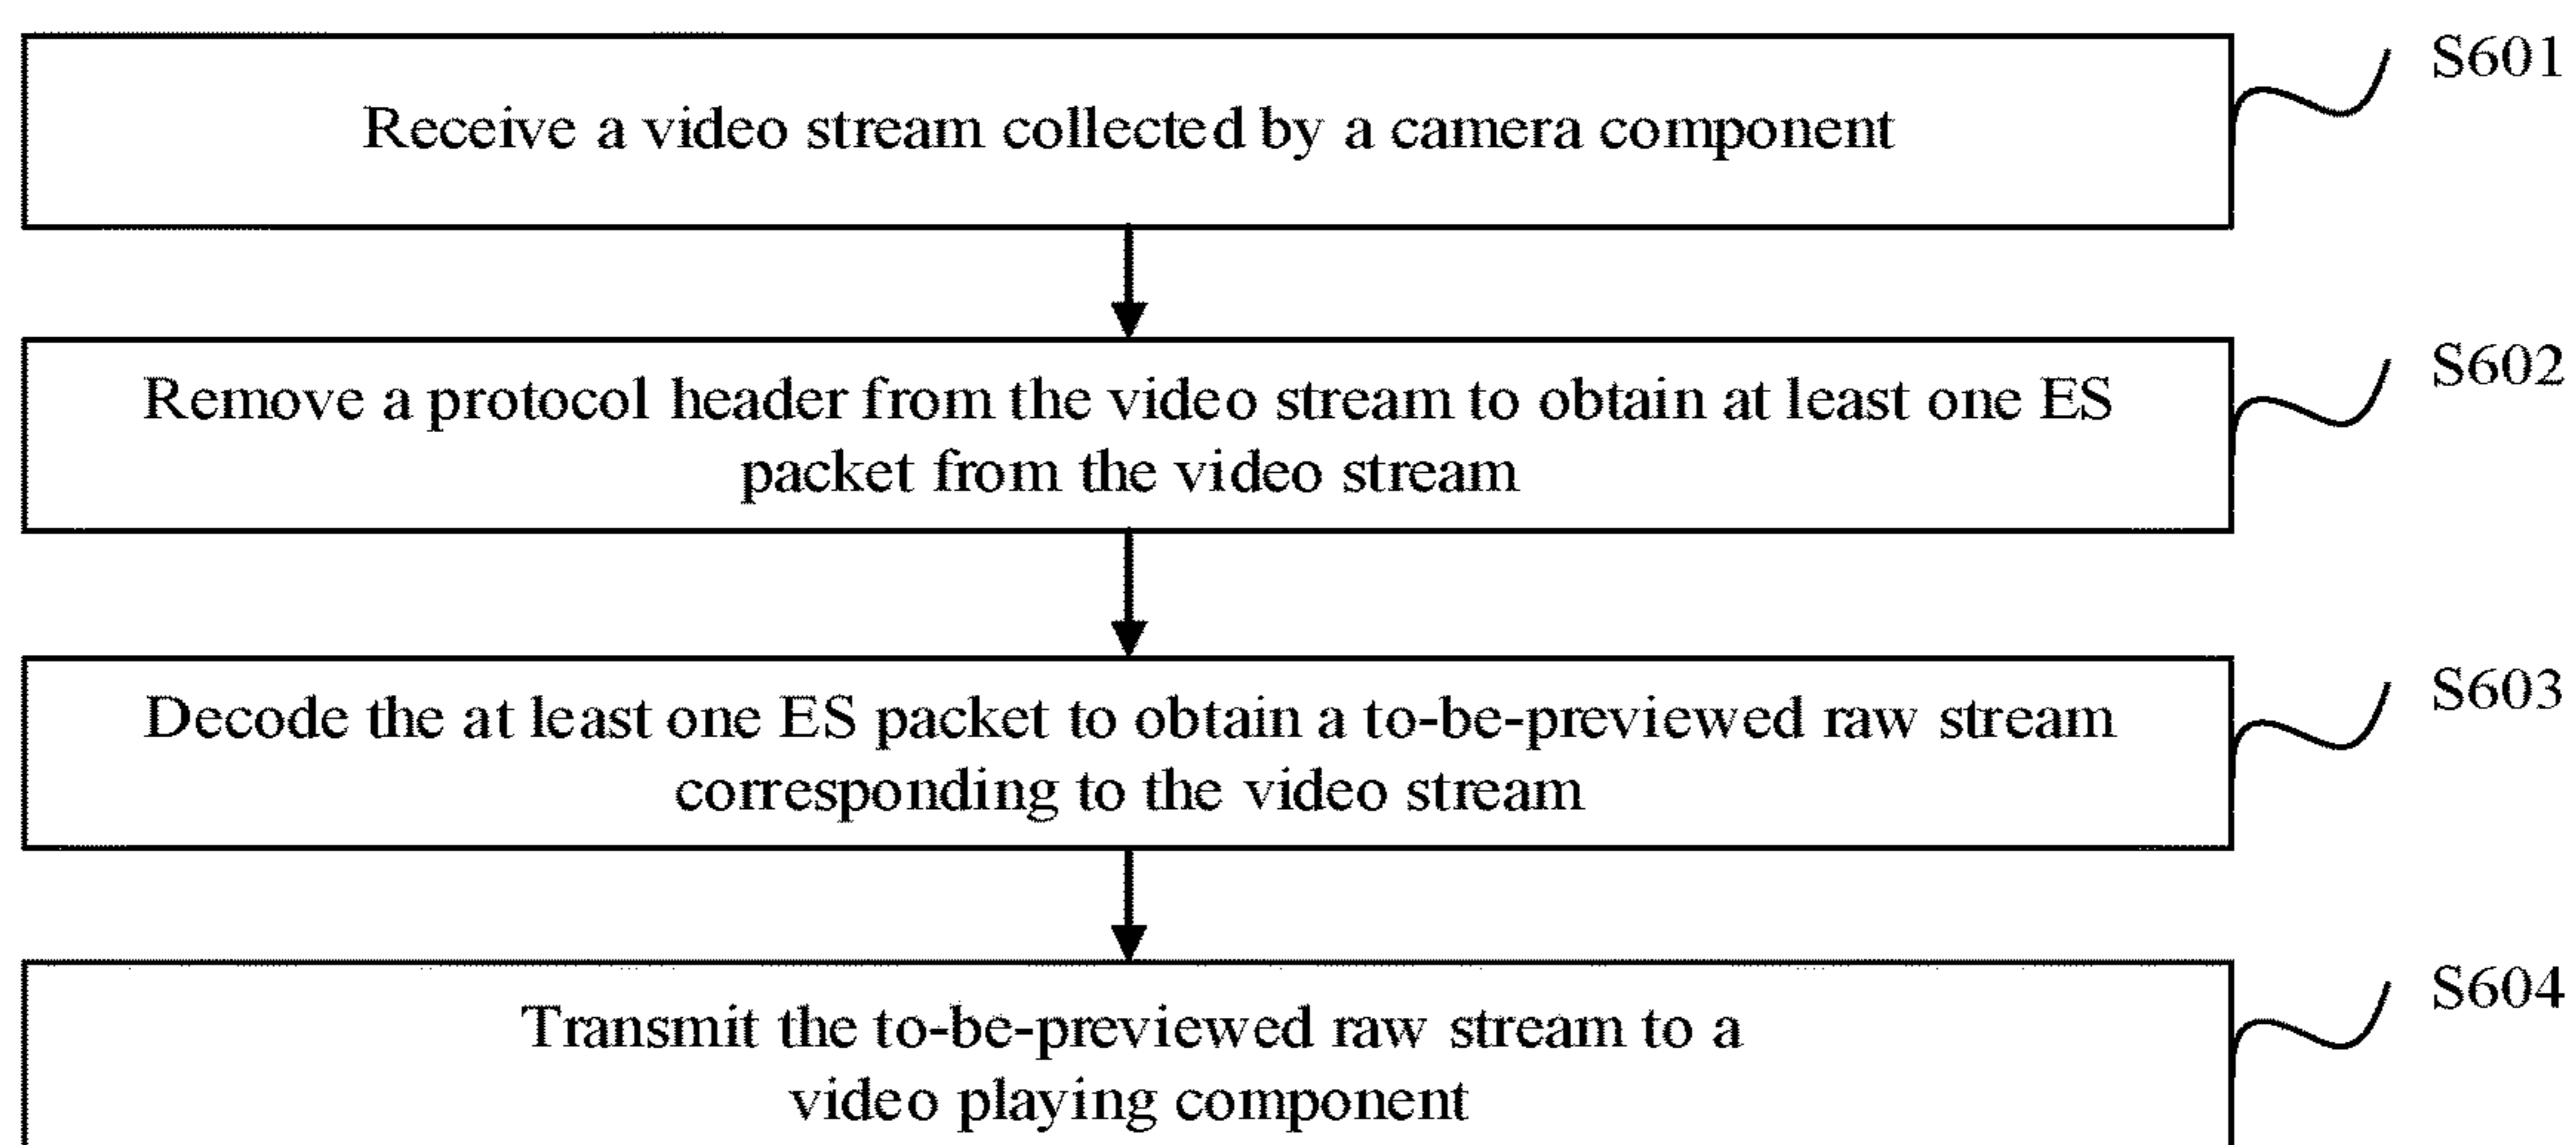 Receive a video stream collected by a camera component
S601
Remove a protocol header from the video stream to obtain at least one ES
packet from the video stream
S602
Decode the at least one ES packet to obtain a to-be-previewed raw stream
corresponding to the video stream
S603
Transmit the to-be-previewed raw stream to a
video playing component
S604